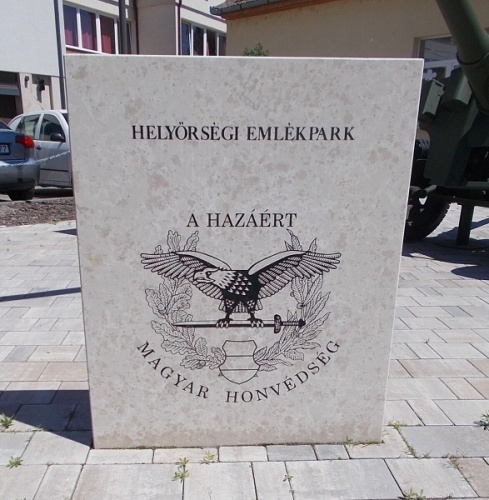 HELYŐRSÉGI EMLÉKPARK
A HAZÁÉRT
MAGYAR HONVÉDSÉG